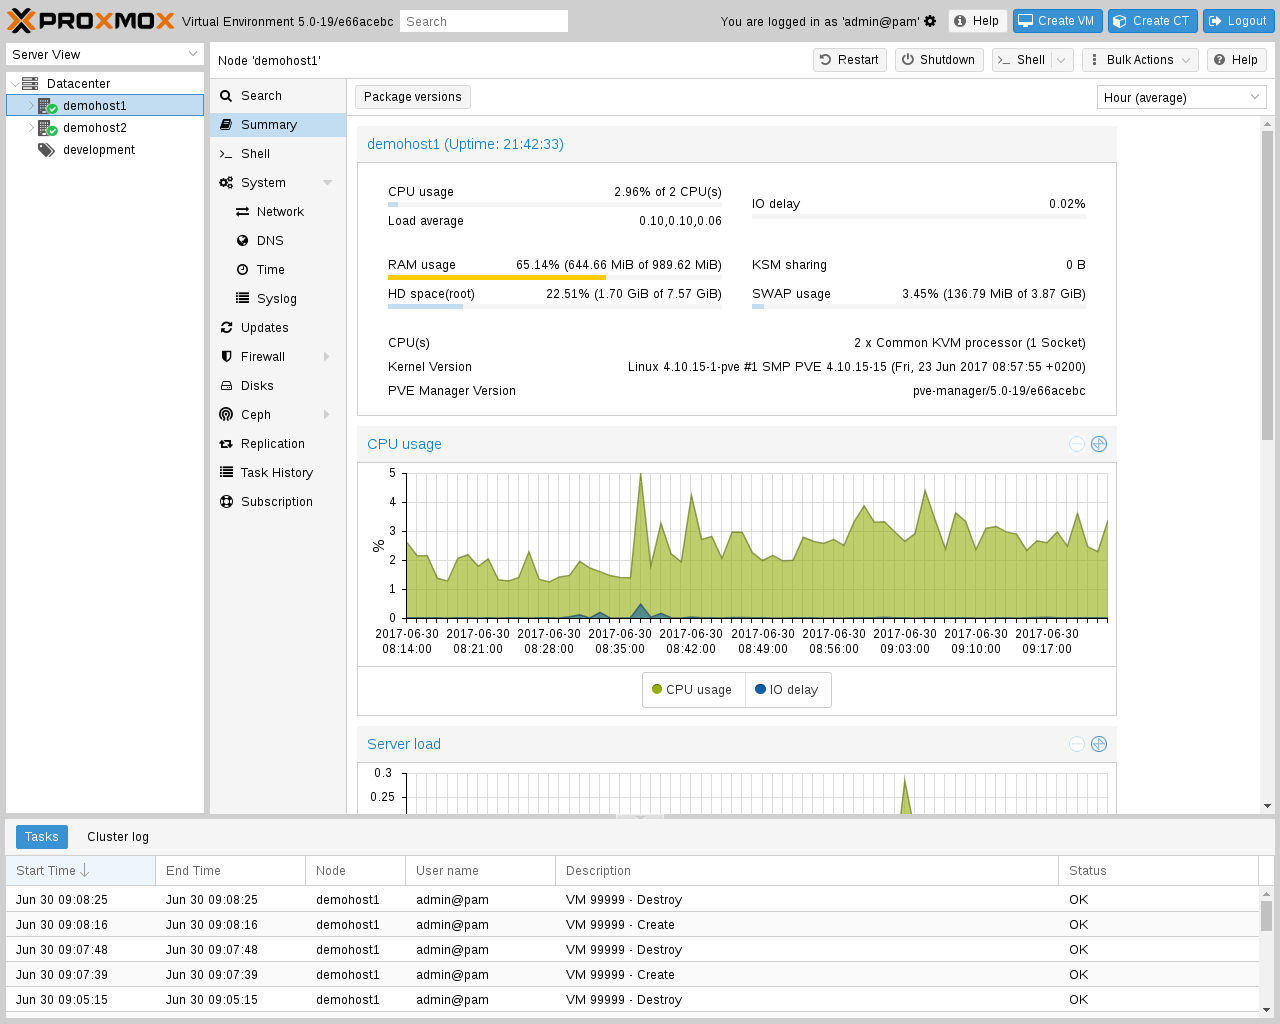 PROXMOX Virtual Environment 5.0-19/e66acebc Search You are logged in as 'admin@pam' Help Create VM Create CT Logout
Server View
Datacenter
demohost1
demohost2
development
Node 'demohost1' Restart Shutdown Shell Bulk Actions Help
Search
Summary
Shell
System
Network
DNS
Time
Syslog
Updates
Firewall
Disks
Ceph
Replication
Task History
Subscription
Package versions Hour (average)
demohost1 (Uptime: 21:42:33)
CPU usage 2.96% of 2 CPU(s)
Load average 0.10,0.10,0.06
IO delay 0.02%
RAM usage 65.14% (644.66 MiB of 989.62 MiB)
KSM sharing 0 B
HD space(root) 22.51% (1.70 GiB of 7.57 GiB)
SWAP usage 3.45% (136.79 MiB of 3.87 GiB)
CPU(s) 2 x Common KVM processor (1 Socket)
Kernel Version Linux 4.10.15-1-pve #1 SMP PVE 4.10.15-15 (Fri, 23 Jun 2017 08:57:55 +0200)
PVE Manager Version pve-manager/5.0-19/e66acebc
CPU usage
5
4
3
2
1
0
%
2017-06-30 2017-06-30 2017-06-30 2017-06-30 2017-06-30 2017-06-30 2017-06-30 2017-06-30 2017-06-30 2017-06-30
08:14:00 08:21:00 08:28:00 08:35:00 08:42:00 08:49:00 08:56:00 09:03:00 09:10:00 09:17:00
CPU usage IO delay
Server load
0.3
0.25
Tasks Cluster log
Start Time End Time Node User name Description Status
Jun 30 09:08:25 Jun 30 09:08:25 demohost1 admin@pam VM 99999 - Destroy OK
Jun 30 09:08:16 Jun 30 09:08:16 demohost1 admin@pam VM 99999 - Create OK
Jun 30 09:07:48 Jun 30 09:07:48 demohost1 admin@pam VM 99999 - Destroy OK
Jun 30 09:07:39 Jun 30 09:07:39 demohost1 admin@pam VM 99999 - Create OK
Jun 30 09:05:15 Jun 30 09:05:15 demohost1 admin@pam VM 99999 - Destroy OK